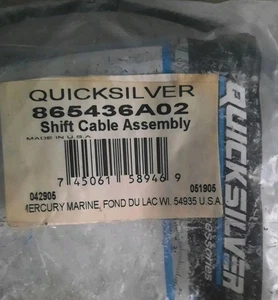 QUICKSILVER
865436A02
Shift Cable Assembly
MADE IN U.S.A.
7 45061 58946 9
042905 051905
MERCURY MARINE, FOND DU LAC WI. 54935 U.S.A.
QUICKSILVER